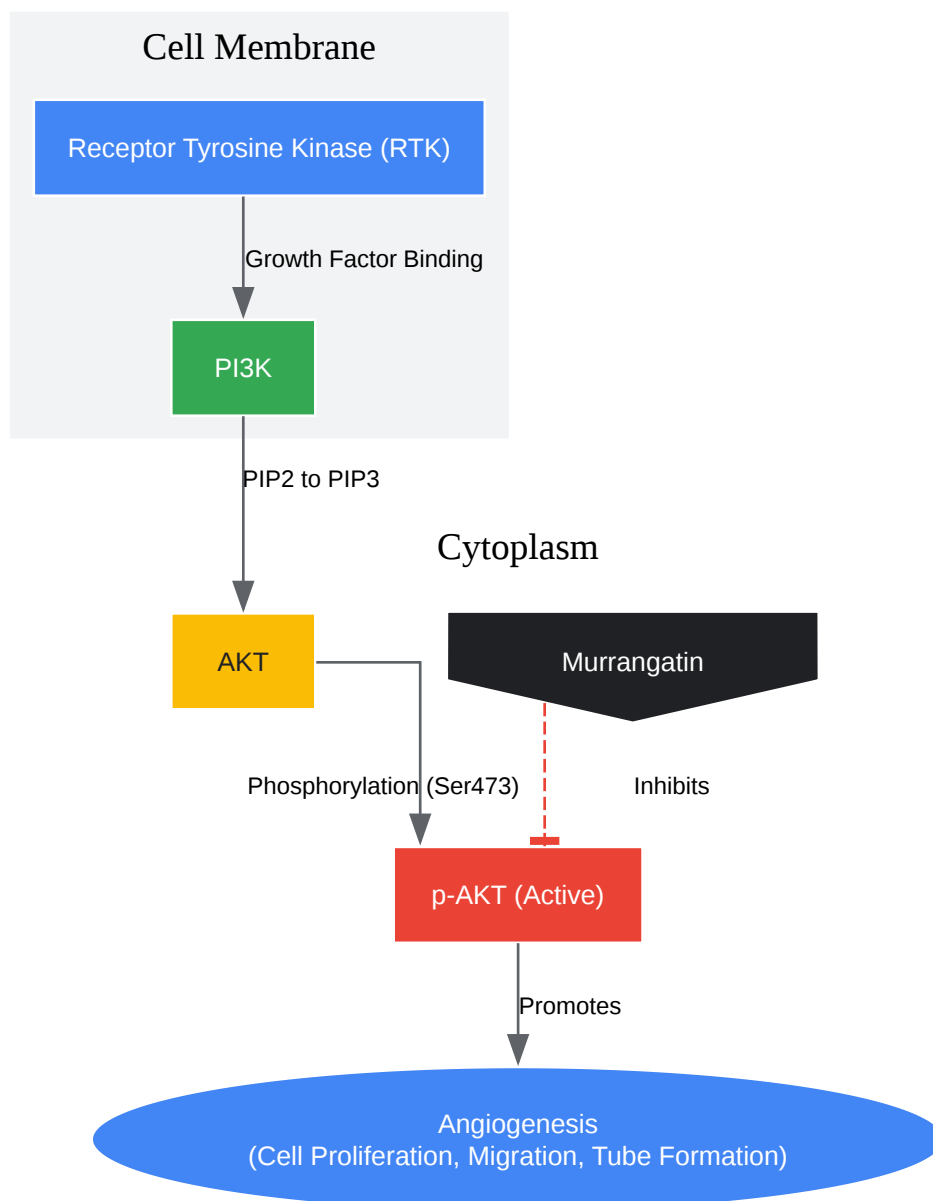 Cell Membrane
Receptor Tyrosine Kinase (RTK)
Growth Factor Binding
PI3K
PIP2 to PIP3
Cytoplasm
AKT
Murrangatin
Phosphorylation (Ser473)
Inhibits
p-AKT (Active)
Promotes
Angiogenesis
(Cell Proliferation, Migration, Tube Formation)